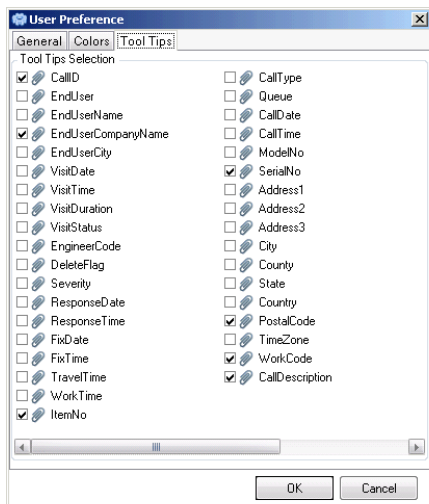 User Preference
General Colors Tool Tips
Tool Tips Selection
CallID
EndUser
EndUserName
EndUserCompanyName
EndUserCity
VisitDate
VisitTime
VisitDuration
VisitStatus
EngineerCode
DeleteFlag
Severity
ResponseDate
ResponseTime
FixDate
FixTime
TravelTime
WorkTime
ItemNo
CallType
Queue
CallDate
CallTime
ModelNo
SerialNo
Address1
Address2
Address3
City
County
State
Country
PostalCode
TimeZone
WorkCode
CallDescription
OK Cancel